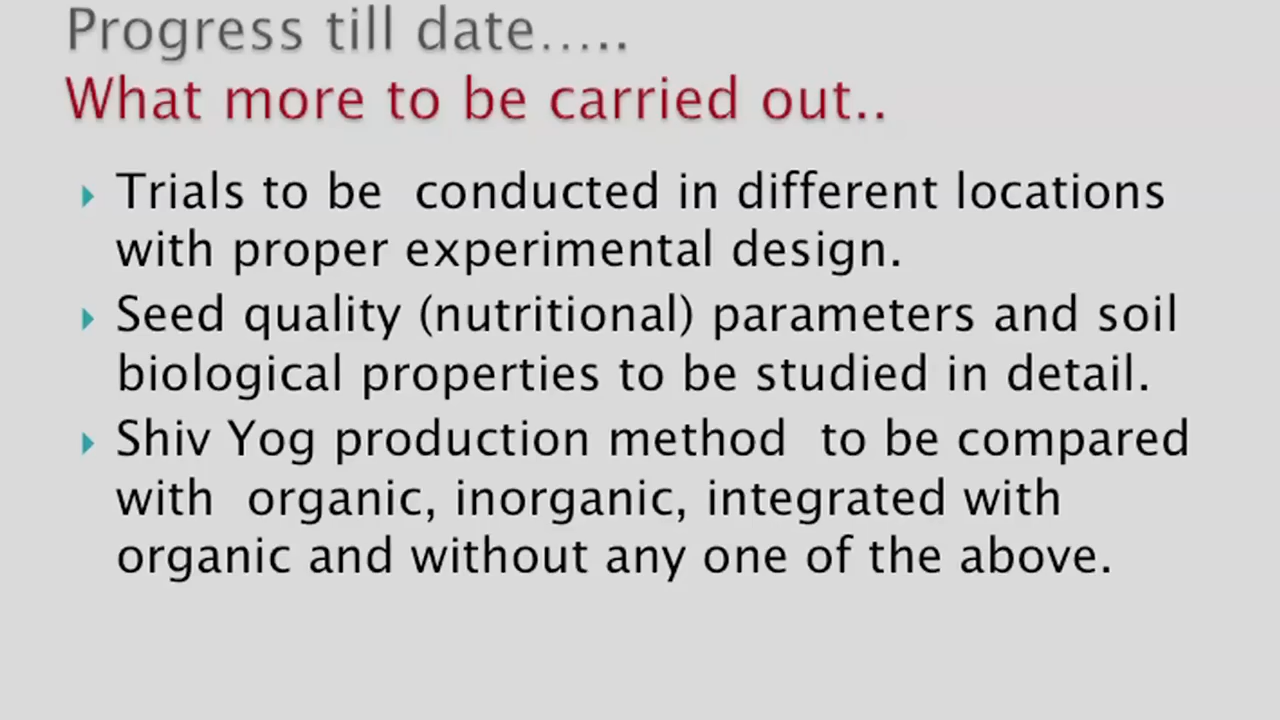 Progress till date.....
What more to be carried out..
Trials to be conducted in different locations
with proper experimental design.
Seed quality (nutritional) parameters and soil
biological properties to be studied in detail.
Shiv Yog production method to be compared
with organic, inorganic, integrated with
organic and without any one of the above.